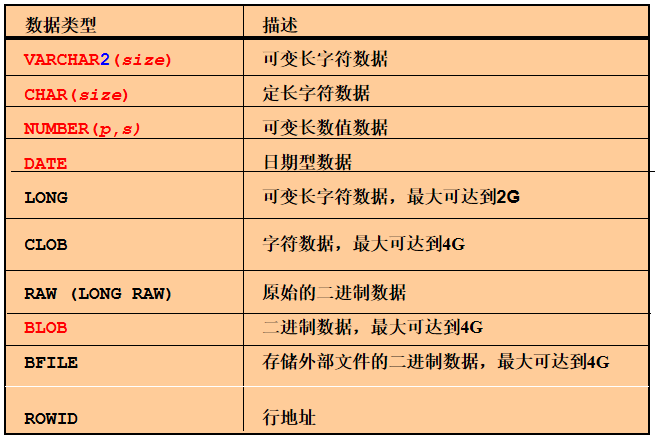 数据类型 描述
VARCHAR2(size) 可变长字符数据
CHAR(size) 定长字符数据
NUMBER(p,s) 可变长数值数据
DATE 日期型数据
LONG 可变长字符数据，最大可达到2G
CLOB 字符数据，最大可达到4G
RAW (LONG RAW) 原始的二进制数据
BLOB 二进制数据，最大可达到4G
BFILE 存储外部文件的二进制数据，最大可达到4G
ROWID 行地址